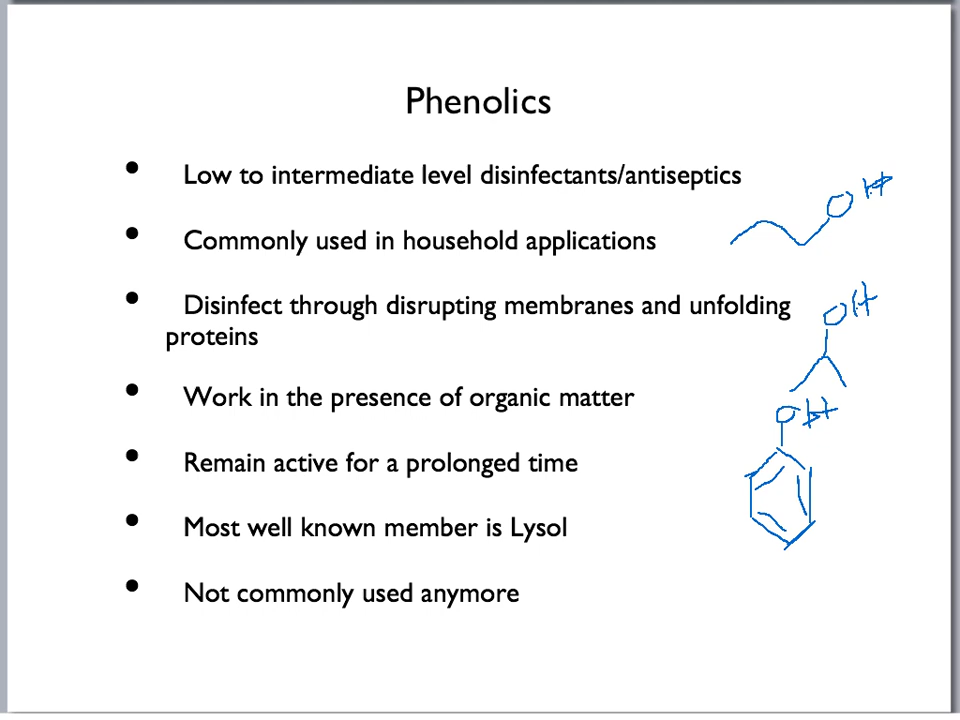 Phenolics
• Low to intermediate level disinfectants/antiseptics
OH
• Commonly used in household applications
• Disinfect through disrupting membranes and unfolding
proteins
OH
• Work in the presence of organic matter
OH
• Remain active for a prolonged time
• Most well known member is Lysol
• Not commonly used anymore